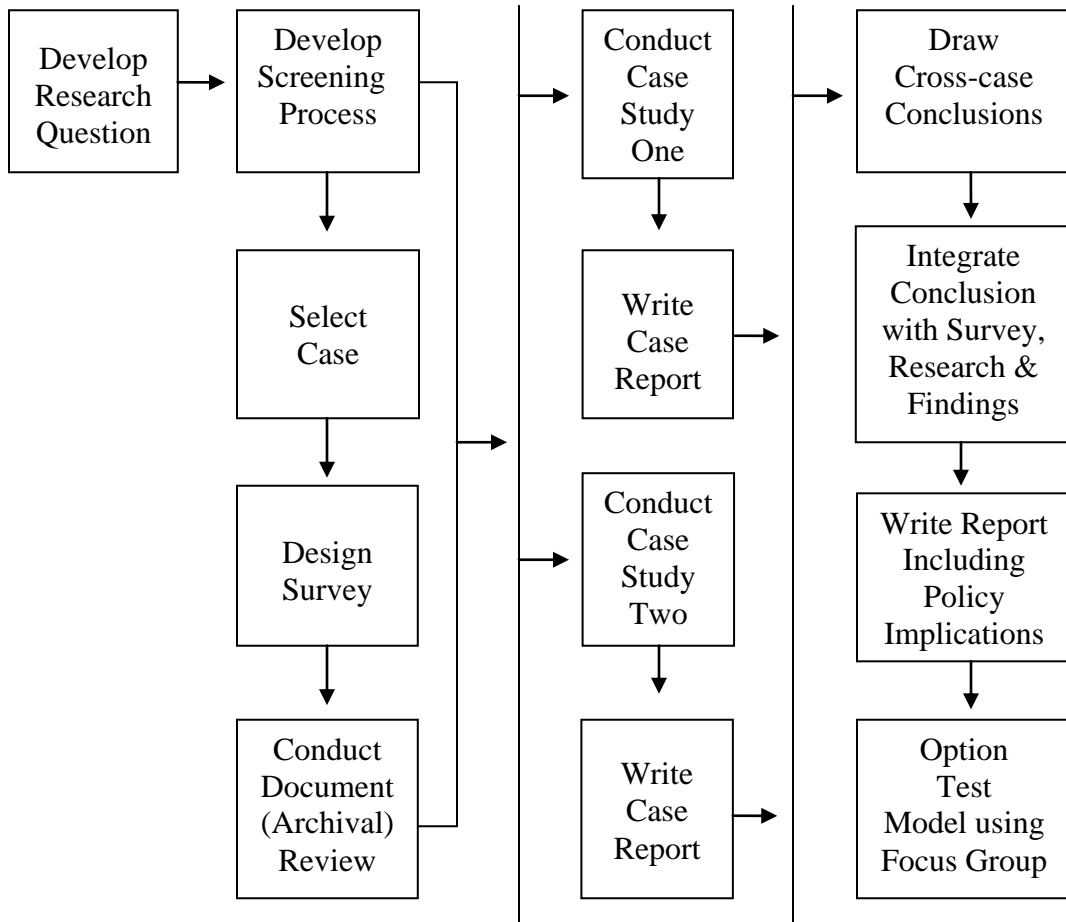 Develop
Research
Question
Develop
Screening
Process
Select
Case
Design
Survey
Conduct
Document
(Archival)
Review
Conduct
Case
Study
One
Write
Case
Report
Conduct
Case
Study
Two
Write
Case
Report
Draw
Cross-case
Conclusions
Integrate
Conclusion
with Survey,
Research &
Findings
Write Report
Including
Policy
Implications
Option
Test
Model using
Focus Group